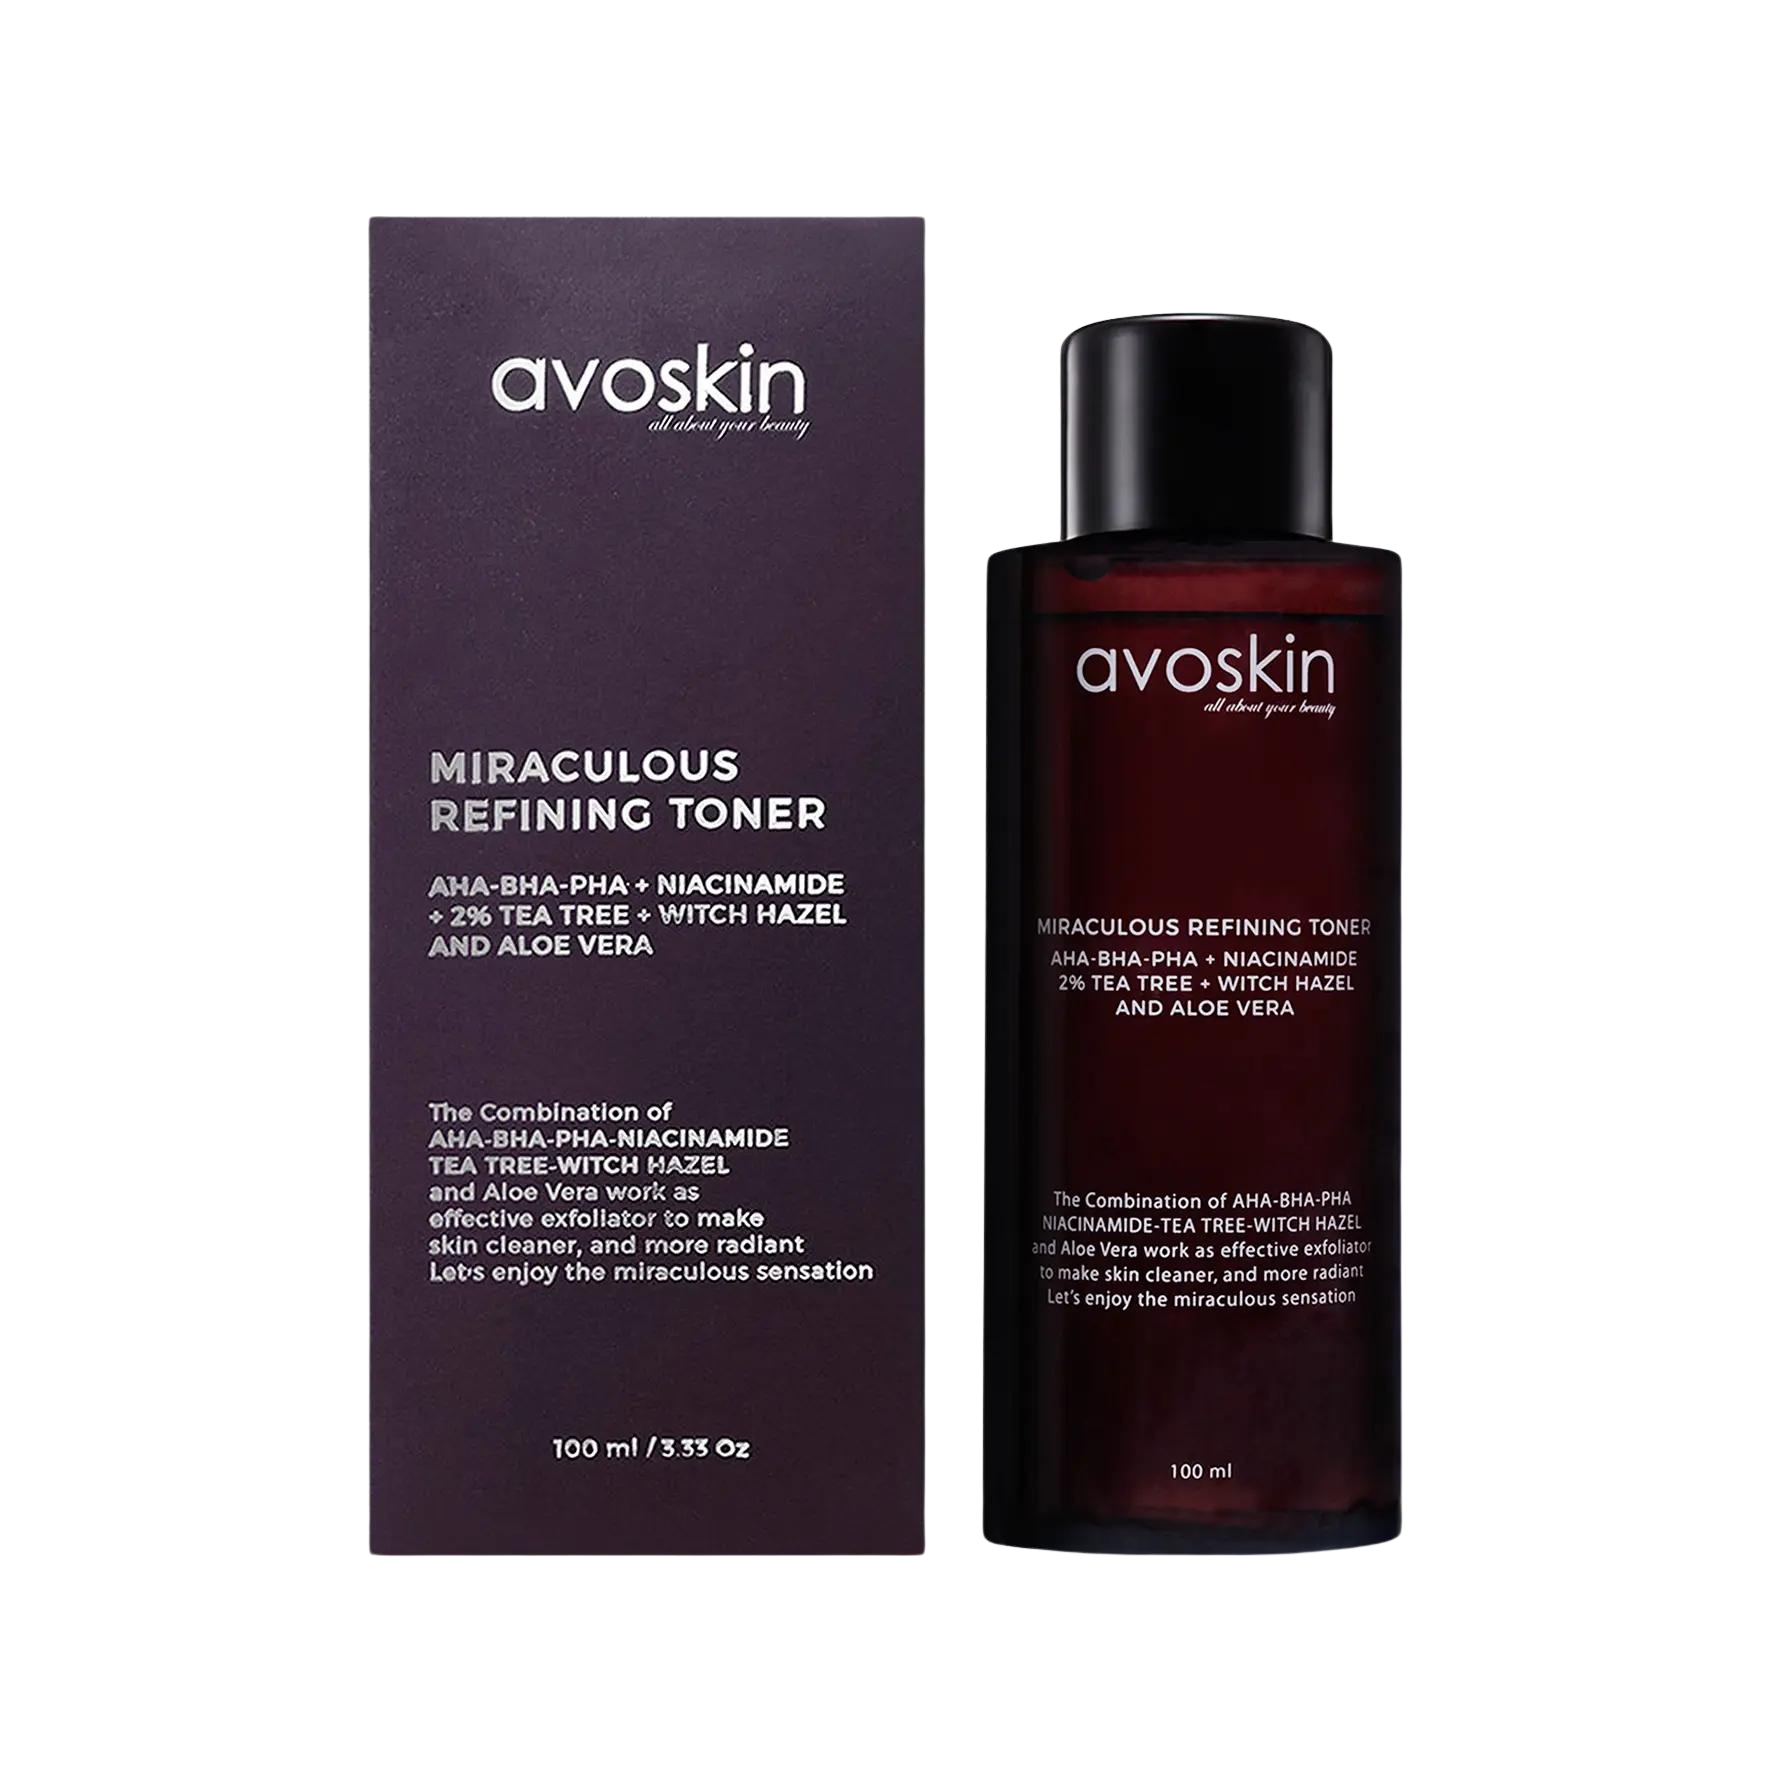 avoskin
all about your beauty
MIRACULOUS
REFINING TONER
AHA-BHA-PHA + NIACINAMIDE
+ 2% TEA TREE + WITCH HAZEL
AND ALOE VERA
The Combination of
AHA-BHA-PHA-NIACINAMIDE
TEA TREE-WITCH HAZEL
and Aloe Vera work as
effective exfoliator to make
skin cleaner, and more radiant
Let's enjoy the miraculous sensation
100 ml / 3.33 Oz
avoskin
all about your beauty
MIRACULOUS REFINING TONER
AHA-BHA-PHA + NIACINAMIDE
2% TEA TREE + WITCH HAZEL
AND ALOE VERA
The Combination of AHA-BHA-PHA
NIACINAMIDE-TEA TREE-WITCH HAZEL
and Aloe Vera work as effective exfoliator
to make skin cleaner, and more radiant
Let's enjoy the miraculous sensation
100 ml